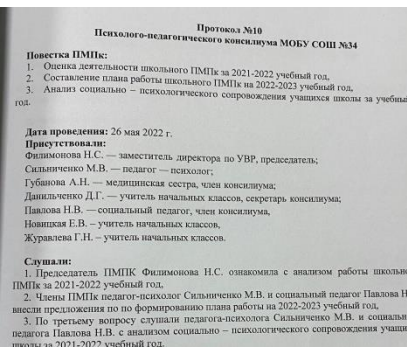 Протокол №10
Психолого-педагогического консилиума МОБУ СОШ №34
Повестка ПМПк:
1. Оценка деятельности школьного ПМПк за 2021-2022 учебный год,
2. Составление плана работы школьного ПМПк на 2022-2023 учебный год,
3. Анализ социально – психологического сопровождения учащихся школы за учебный
год.
Дата проведения: 26 мая 2022 г.
Присутствовали:
Филимонова Н.С. — заместитель директора по УВР, председатель;
Сильниченко М.В. — педагог – психолог;
Губанова А.Н. — медицинская сестра, член консилиума;
Данильченко Д.Г. — учитель начальных классов, секретарь консилиума;
Павлова Н.В. — социальный педагог, член консилиума,
Новицкая Е.В. – учитель начальных классов,
Журавлева Г.Н. – учитель начальных классов.
Слушали:
1. Председатель ПМПК Филимонова Н.С. ознакомила с анализом работы
ПМПк за 2021-2022 учебный год,
2. Члены ПМПк педагог-психолог Сильниченко М.В. и социальный педагог Павлова
внесли предложения по по формированию плана работы на 2022-2023 учебный год,
3. По третьему вопросу слушали педагога-психолога Сильниченко М.В. и
педагога Павлова Н.В. с анализом социально – психологического сопровождения
школы за 2021-2022 учебный год.